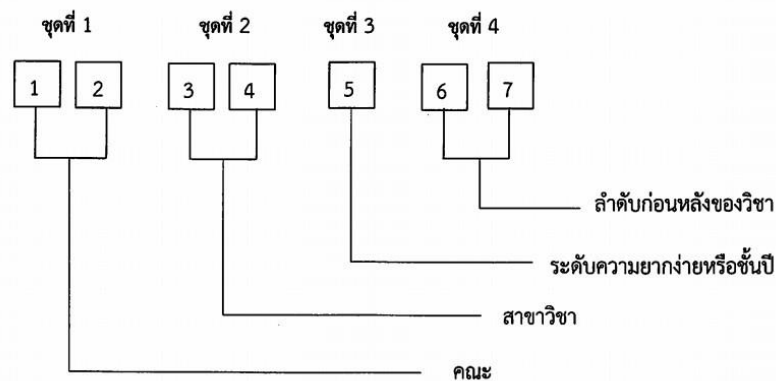 ชุดที่ 1 ชุดที่ 2 ชุดที่ 3 ชุดที่ 4
1 2 3 4 5 6 7
ลำดับก่อนหลังของวิชา
ระดับความยากง่ายหรือชั้นปี
สาขาวิชา
คณะ